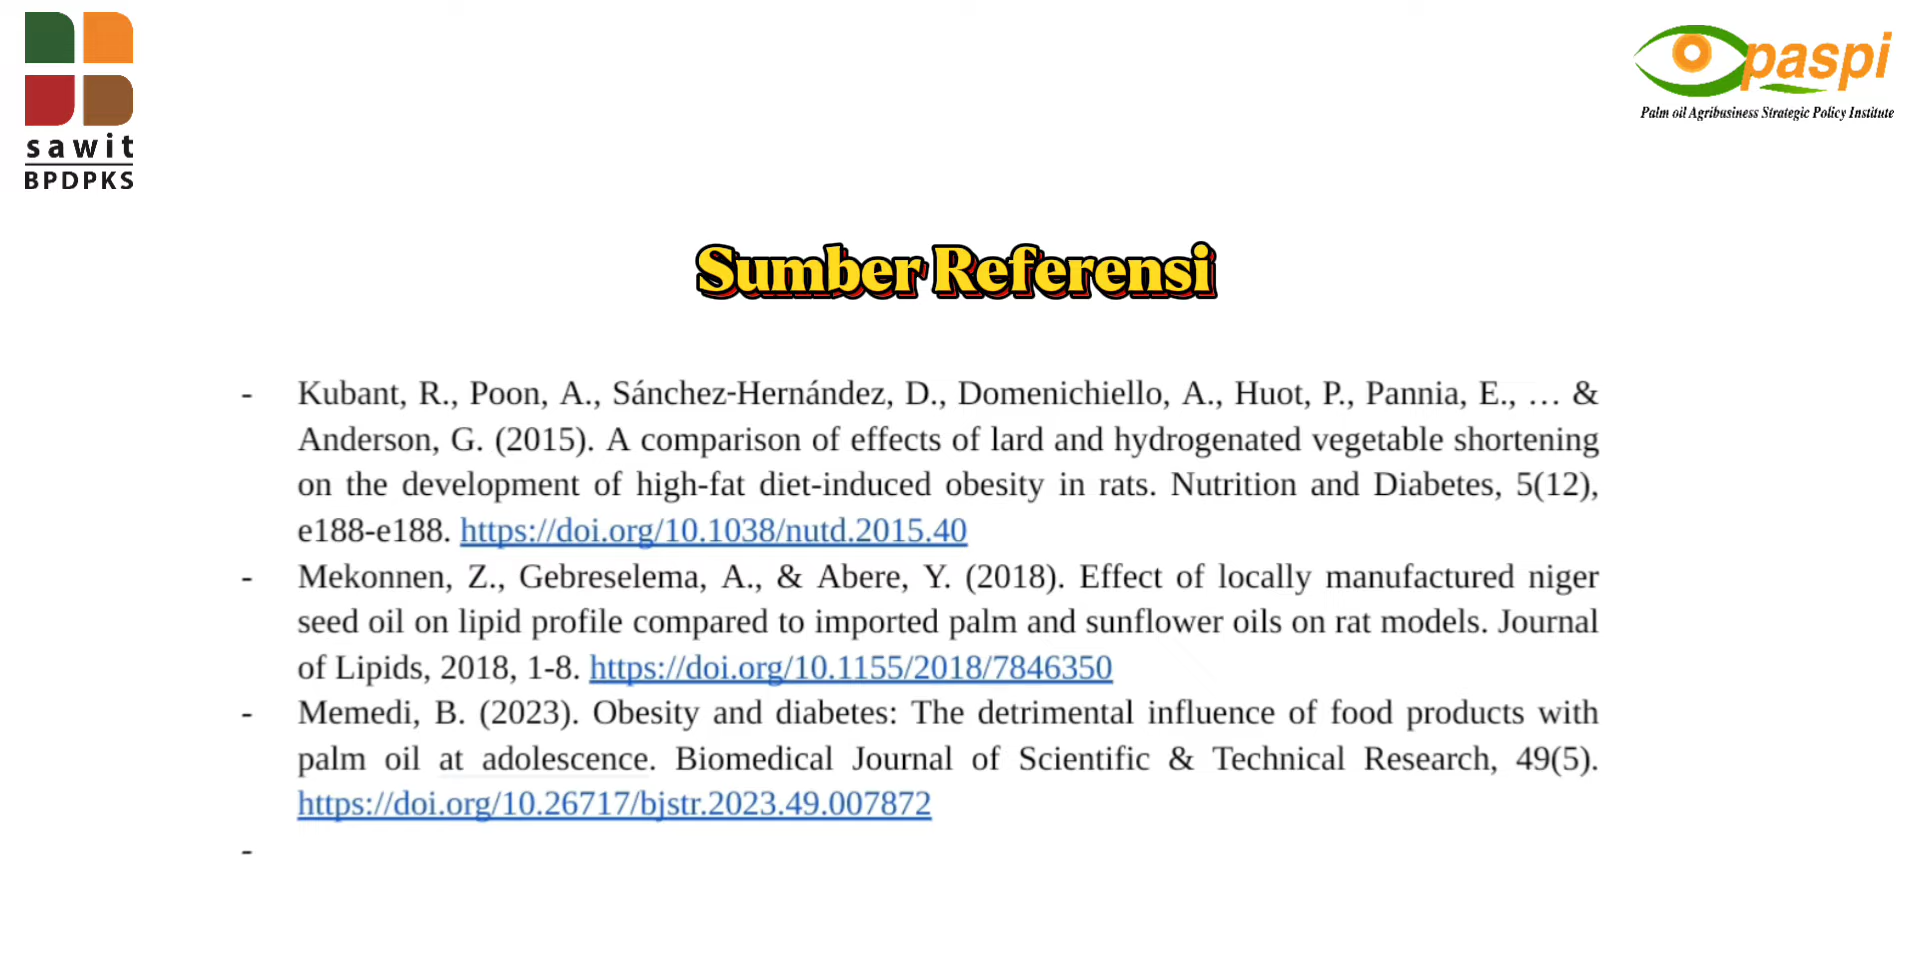 sawit
BPDPKS
paspi
Palm oil Agribusiness Strategic Policy Institute
Sumber Referensi
- Kubant, R., Poon, A., Sánchez-Hernández, D., Domenichiello, A., Huot, P., Pannia, E., … &
Anderson, G. (2015). A comparison of effects of lard and hydrogenated vegetable shortening
on the development of high-fat diet-induced obesity in rats. Nutrition and Diabetes, 5(12),
e188-e188. https://doi.org/10.1038/nutd.2015.40
- Mekonnen, Z., Gebreselema, A., & Abere, Y. (2018). Effect of locally manufactured niger
seed oil on lipid profile compared to imported palm and sunflower oils on rat models. Journal
of Lipids, 2018, 1-8. https://doi.org/10.1155/2018/7846350
- Memedi, B. (2023). Obesity and diabetes: The detrimental influence of food products with
palm oil at adolescence. Biomedical Journal of Scientific & Technical Research, 49(5).
https://doi.org/10.26717/bjstr.2023.49.007872
-